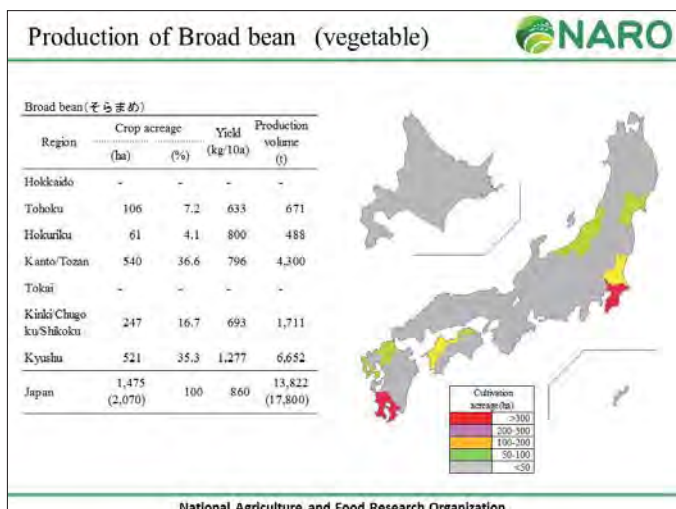 Production of Broad bean (vegetable)
NARO
Broad bean(そらまめ)
Region Crop acreage Yield (kg/10a) Production volume (t)
(ha) (%)
Hokkaido - - - -
Tohoku 106 7.2 633 671
Hokuriku 61 4.1 800 488
Kanto/Tozan 540 36.6 796 4,300
Tokai - - - -
Kinki/Chugo
ku/Shikoku 247 16.7 693 1,711
Kyushu 521 35.3 1,277 6,652
Japan 1,475 (2,070) 100 860 13,822 (17,800)
Cultivation
acreage(ha)
>300
200-300
100-200
50-100
<50
National Agriculture and Food Research Organization